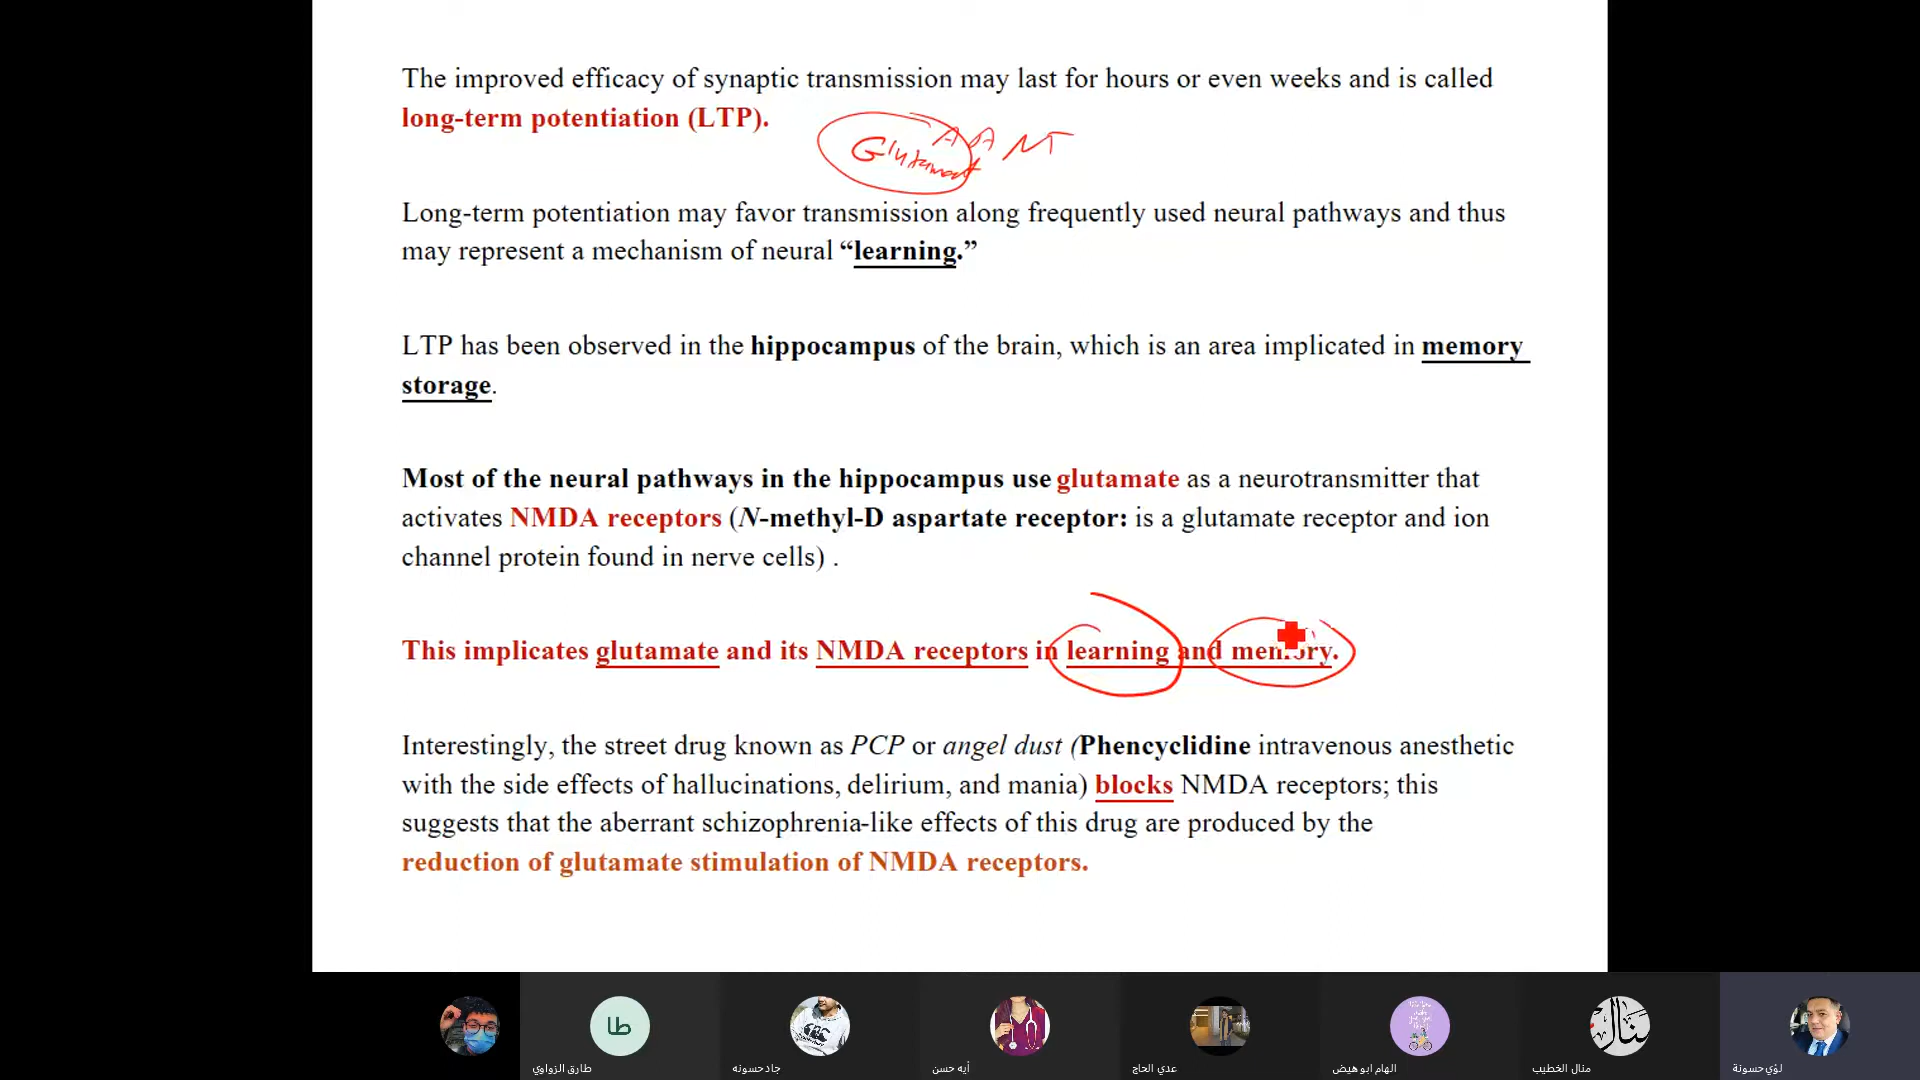 The improved efficacy of synaptic transmission may last for hours or even weeks and is called
long-term potentiation (LTP).
Glutamat AA NT
Long-term potentiation may favor transmission along frequently used neural pathways and thus
may represent a mechanism of neural “learning.”
LTP has been observed in the hippocampus of the brain, which is an area implicated in memory
storage.
Most of the neural pathways in the hippocampus use glutamate as a neurotransmitter that
activates NMDA receptors (N-methyl-D aspartate receptor: is a glutamate receptor and ion
channel protein found in nerve cells) .
This implicates glutamate and its NMDA receptors in learning and memory.
Interestingly, the street drug known as PCP or angel dust (Phencyclidine intravenous anesthetic
with the side effects of hallucinations, delirium, and mania) blocks NMDA receptors; this
suggests that the aberrant schizophrenia-like effects of this drug are produced by the
reduction of glutamate stimulation of NMDA receptors.
طا
منال
طارق الزواوي
جاد حسونه
أيه حسن
عدي الحاج
الهام ابو هيض
منال الخطيب
لؤي حسونة